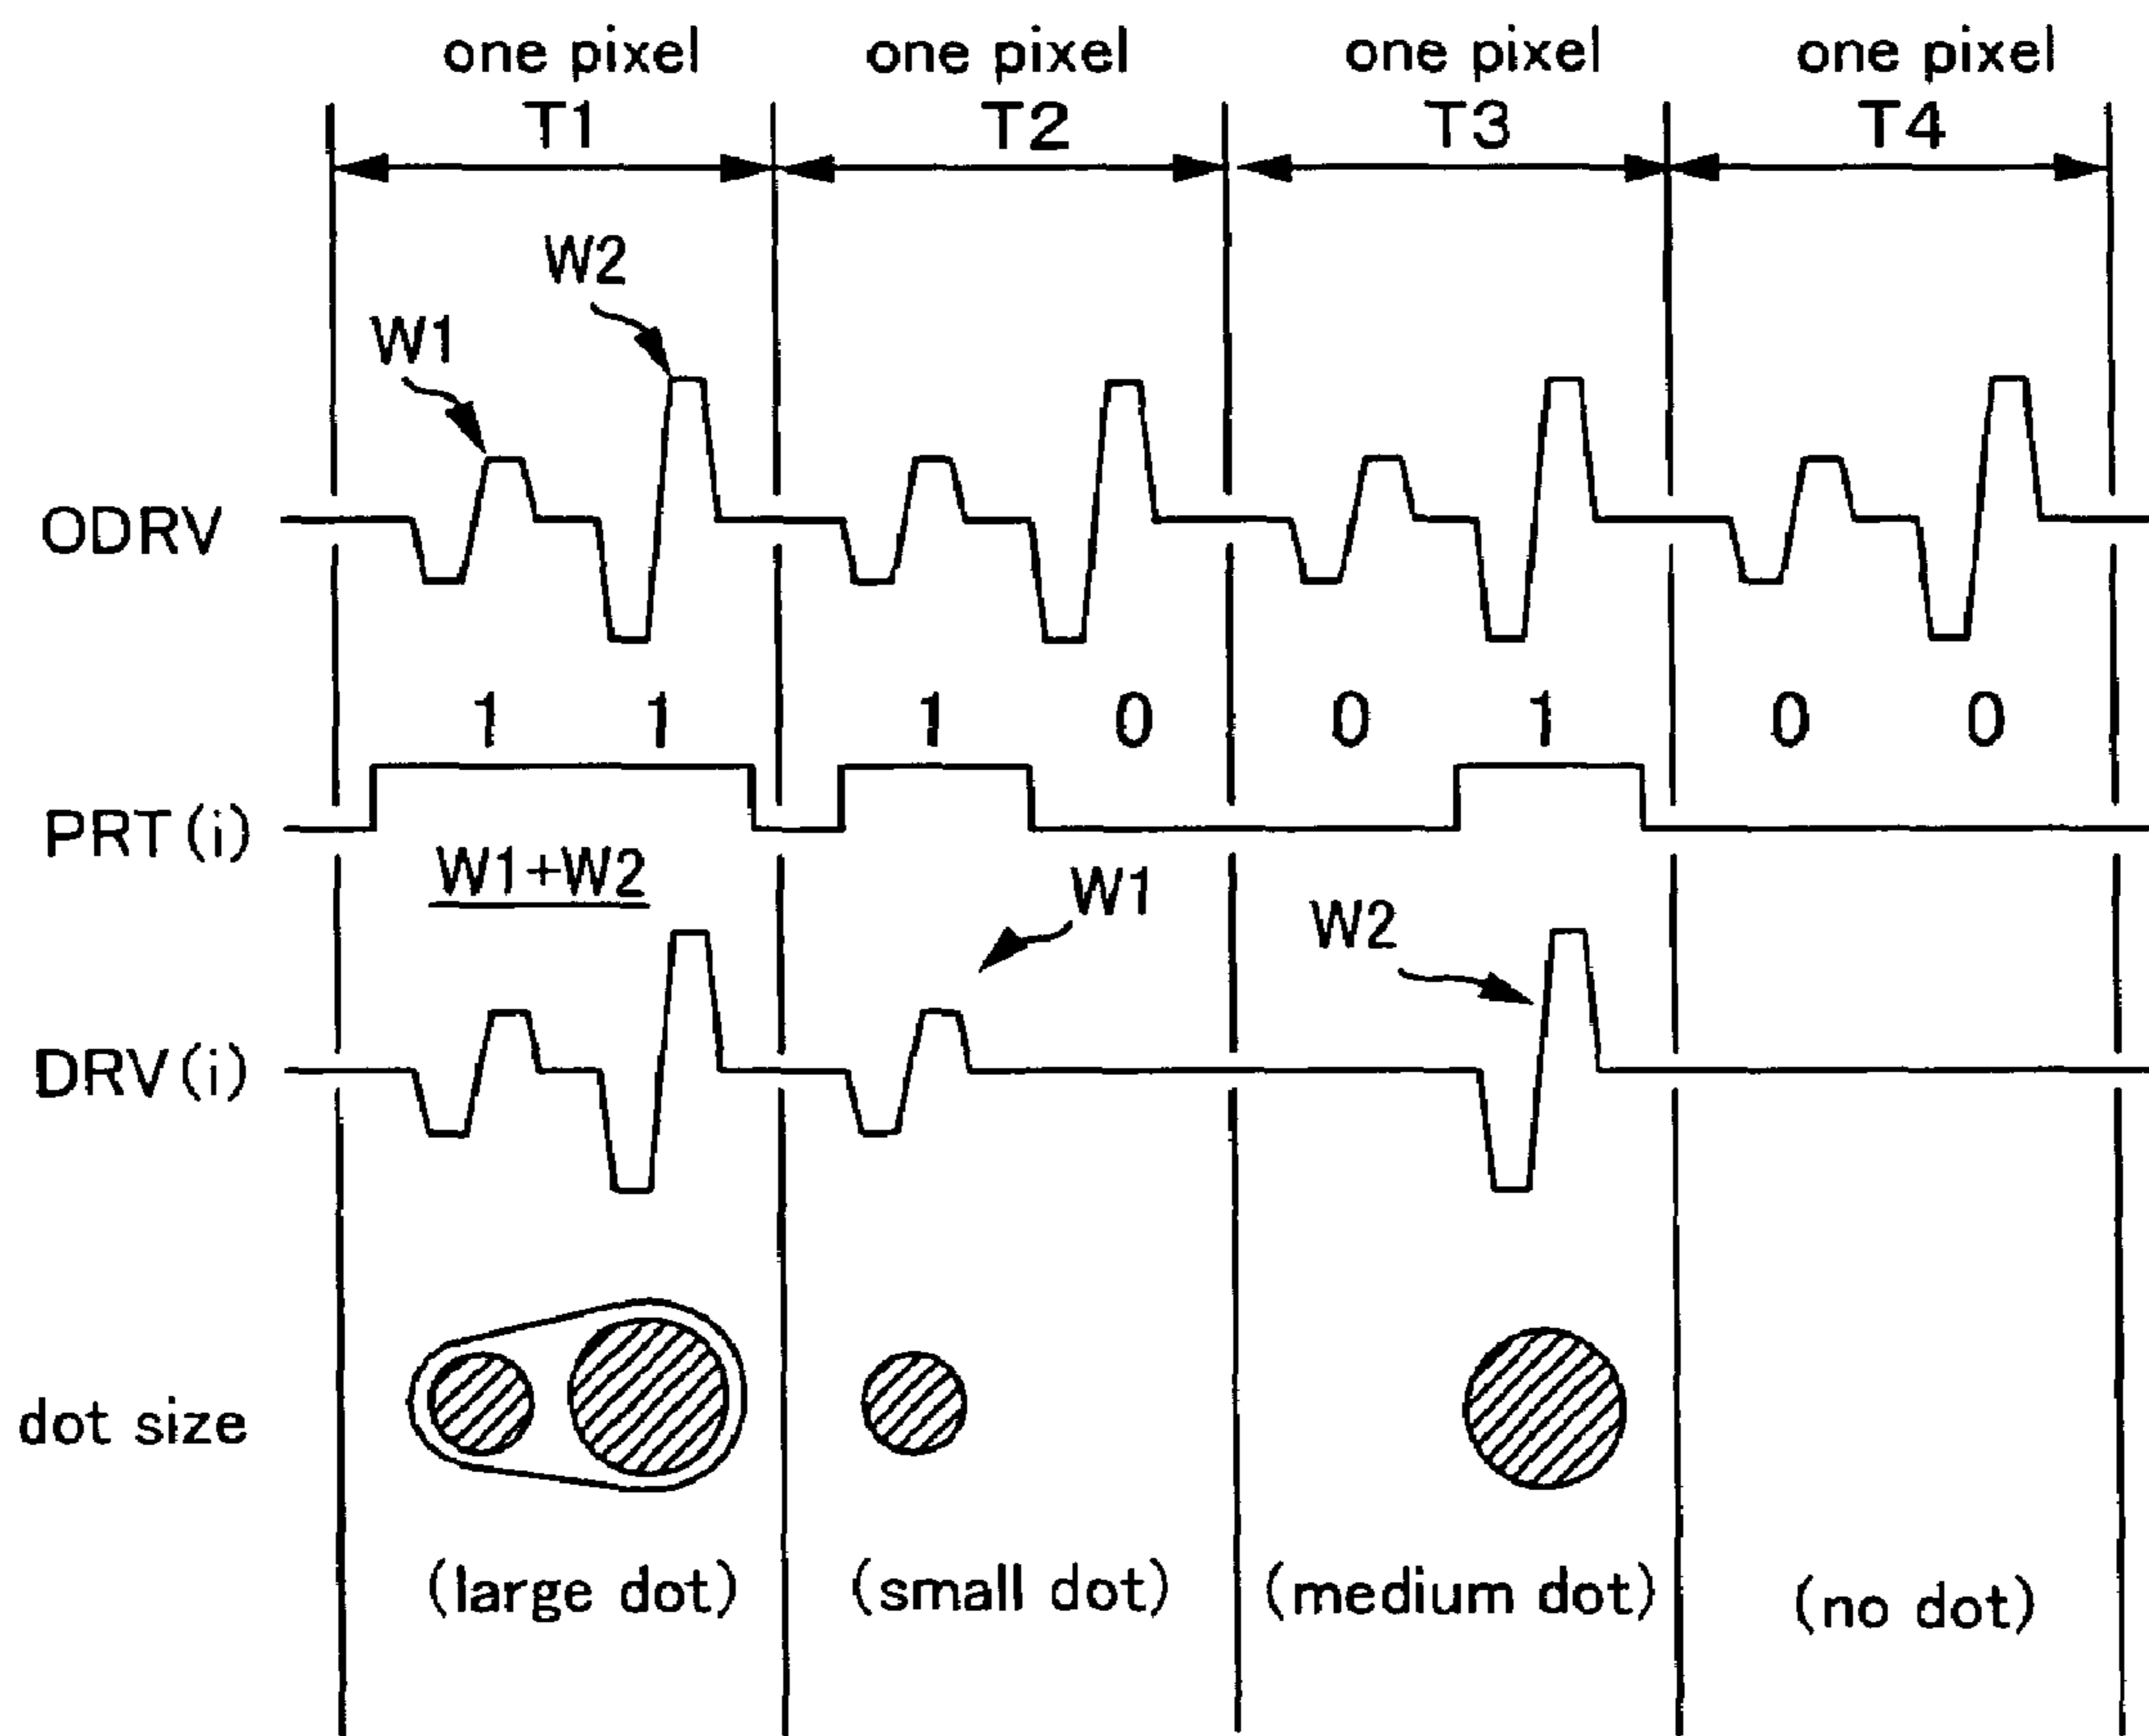 one pixel one pixel one pixel one pixel
T1 T2 T3 T4
W2
W1
ODRV
1 1 1 0 0 1 0 0
PRT(i)
W1+W2 W1
W2
DRV(i)
dot size
(large dot) (small dot) (medium dot) (no dot)